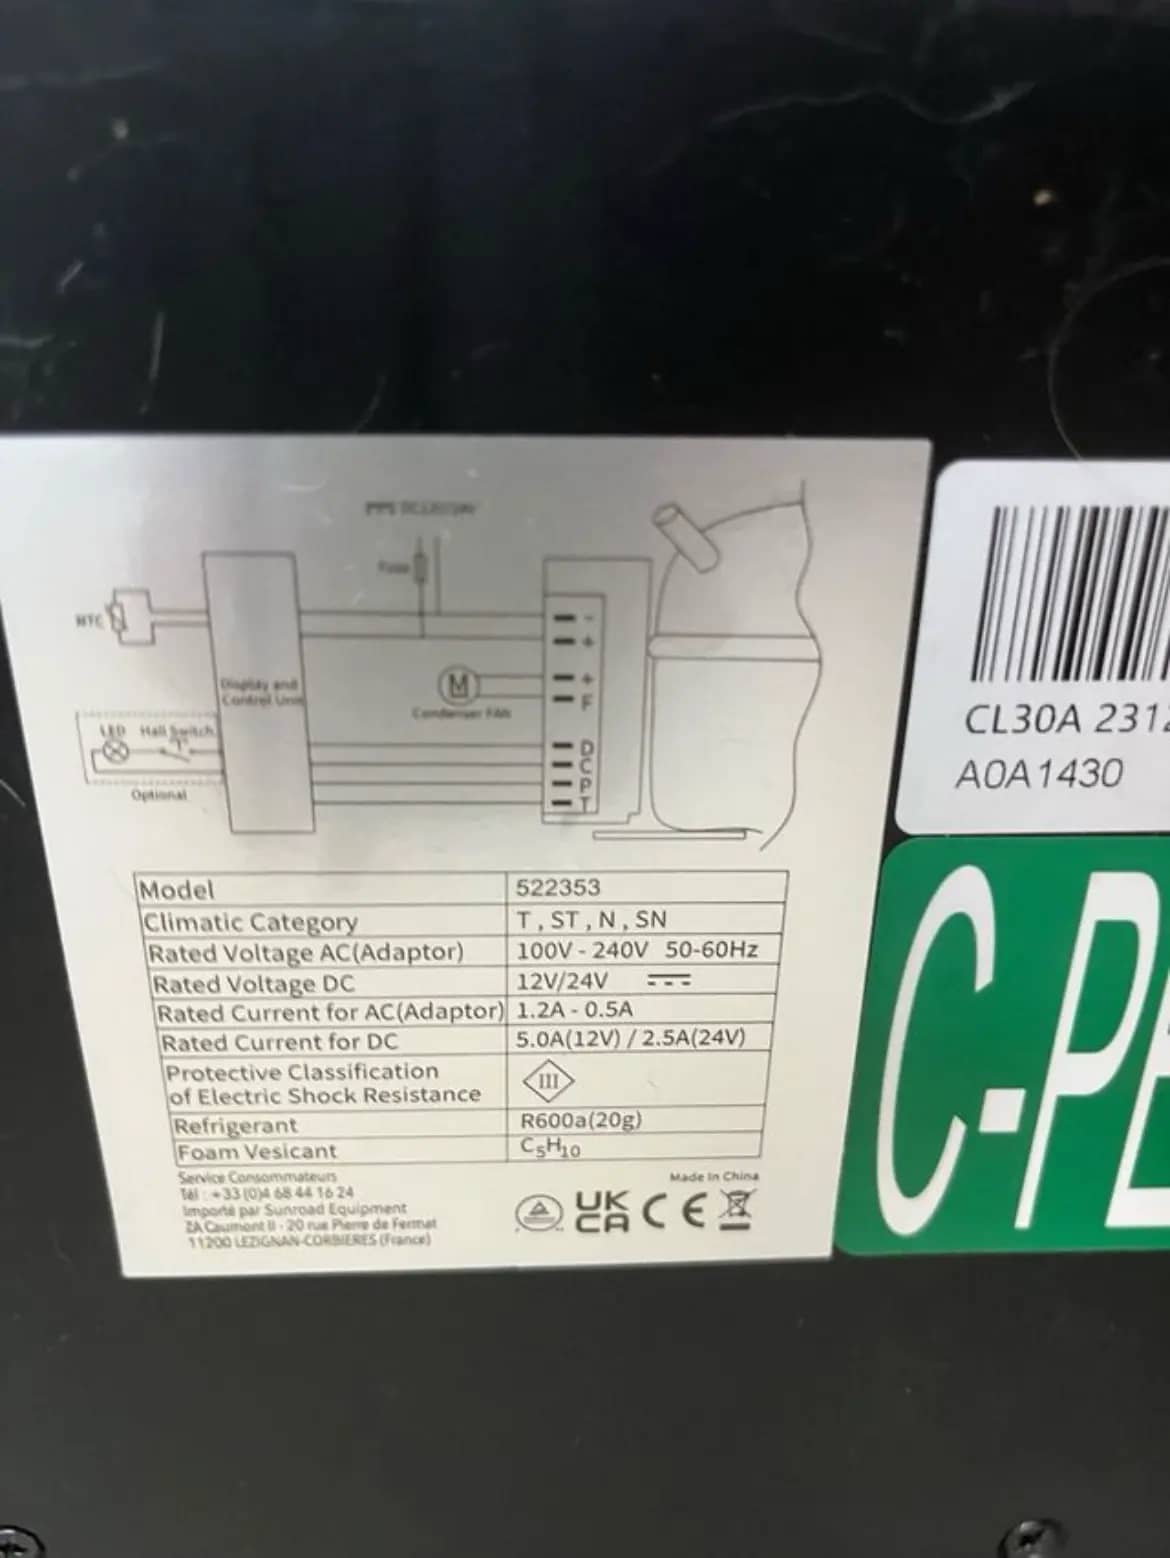 Fuse
NTC
Display and
Control Unit
M
Condenser FAN
LED Hall Switch
Optional
-
+
+
F
D
C
P
T
CL30A 2312
A0A1430
C-PE
Model 522353
Climatic Category T , ST , N , SN
Rated Voltage AC(Adaptor) 100V - 240V 50-60Hz
Rated Voltage DC 12V/24V
Rated Current for AC(Adaptor) 1.2A - 0.5A
Rated Current for DC 5.0A(12V) / 2.5A(24V)
Protective Classification
of Electric Shock Resistance III
Refrigerant R600a(20g)
Foam Vesicant C5H10
Service Consommateurs
Tél : +33 (0)4 68 44 16 24
Importé par Sunroad Equipment
ZA Caumont II - 20 rue Pierre de Fermat
11200 LEZIGNAN-CORBIERES (France)
Made In China
UK
CA CE